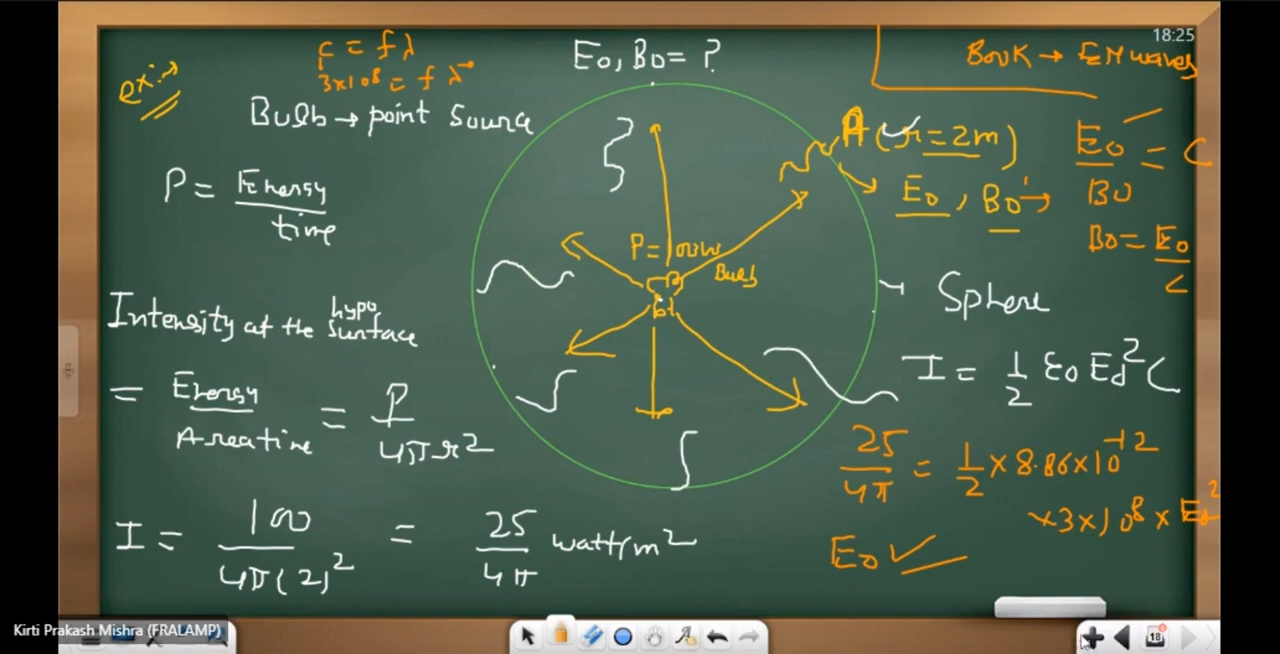 18:25
ex:→
c = fλ
3×10⁸ = fλ
E₀, B₀ = ?
Book → EM waves
Bulb → point source
P = Energy
time
Intensity at the hypo surface
= Energy = P
Area time 4πr²
I = 100 = 25 watt/m²
4π(2)² 4π
P = 100W
Bulb
A (r = 2m)
E₀, B₀ →
E₀ = C
B₀
B₀ = E₀
C
Sphere
I = 1 ε₀ E₀² C
2
25 = 1 × 8.86 × 10⁻¹²
4π 2
× 3 × 10⁸ × E₀²
E₀ ✓
Kirti Prakash Mishra (FRALAMP)
18